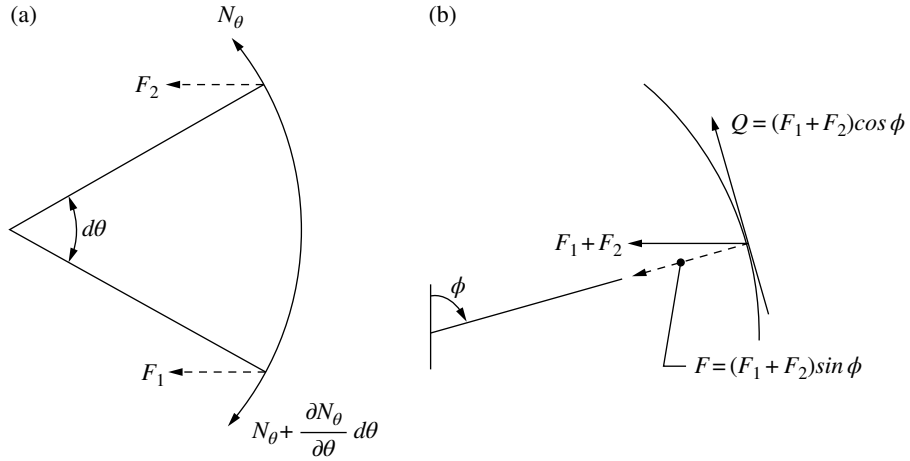 (a)
N_θ
F_2
dθ
F_1
N_θ + ∂N_θ/∂θ dθ
(b)
Q = (F_1 + F_2)cos ϕ
F_1 + F_2
ϕ
F = (F_1 + F_2)sin ϕ